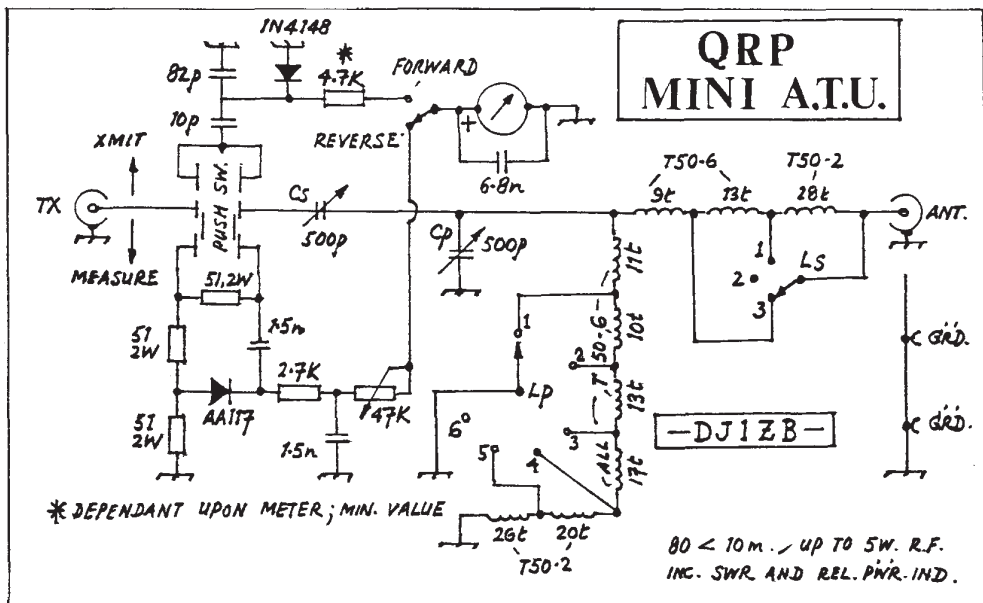 QRP
MINI A.T.U.
1N4148
82p
*
4.7K
FORWARD
10p
REVERSE
+
6.8n
XMIT
TX
PUSH SW.
MEASURE
Cs
500p
Cp
500p
T50-6
9t
13t
T50-2
28t
ANT.
1
2
3
LS
51,2W
51
2W
1.5n
2.7K
AA117
47K
51
2W
1.5n
11t
10t
13t
17t
(ALL T50-6)
1
2
3
4
5
6
Lp
26t
20t
T50-2
GRD.
GRD.
-DJ1ZB-
* DEPENDANT UPON METER; MIN. VALUE
80 < 10m. / UP TO 5W. R.F.
INC. SWR AND REL. PWR. IND.